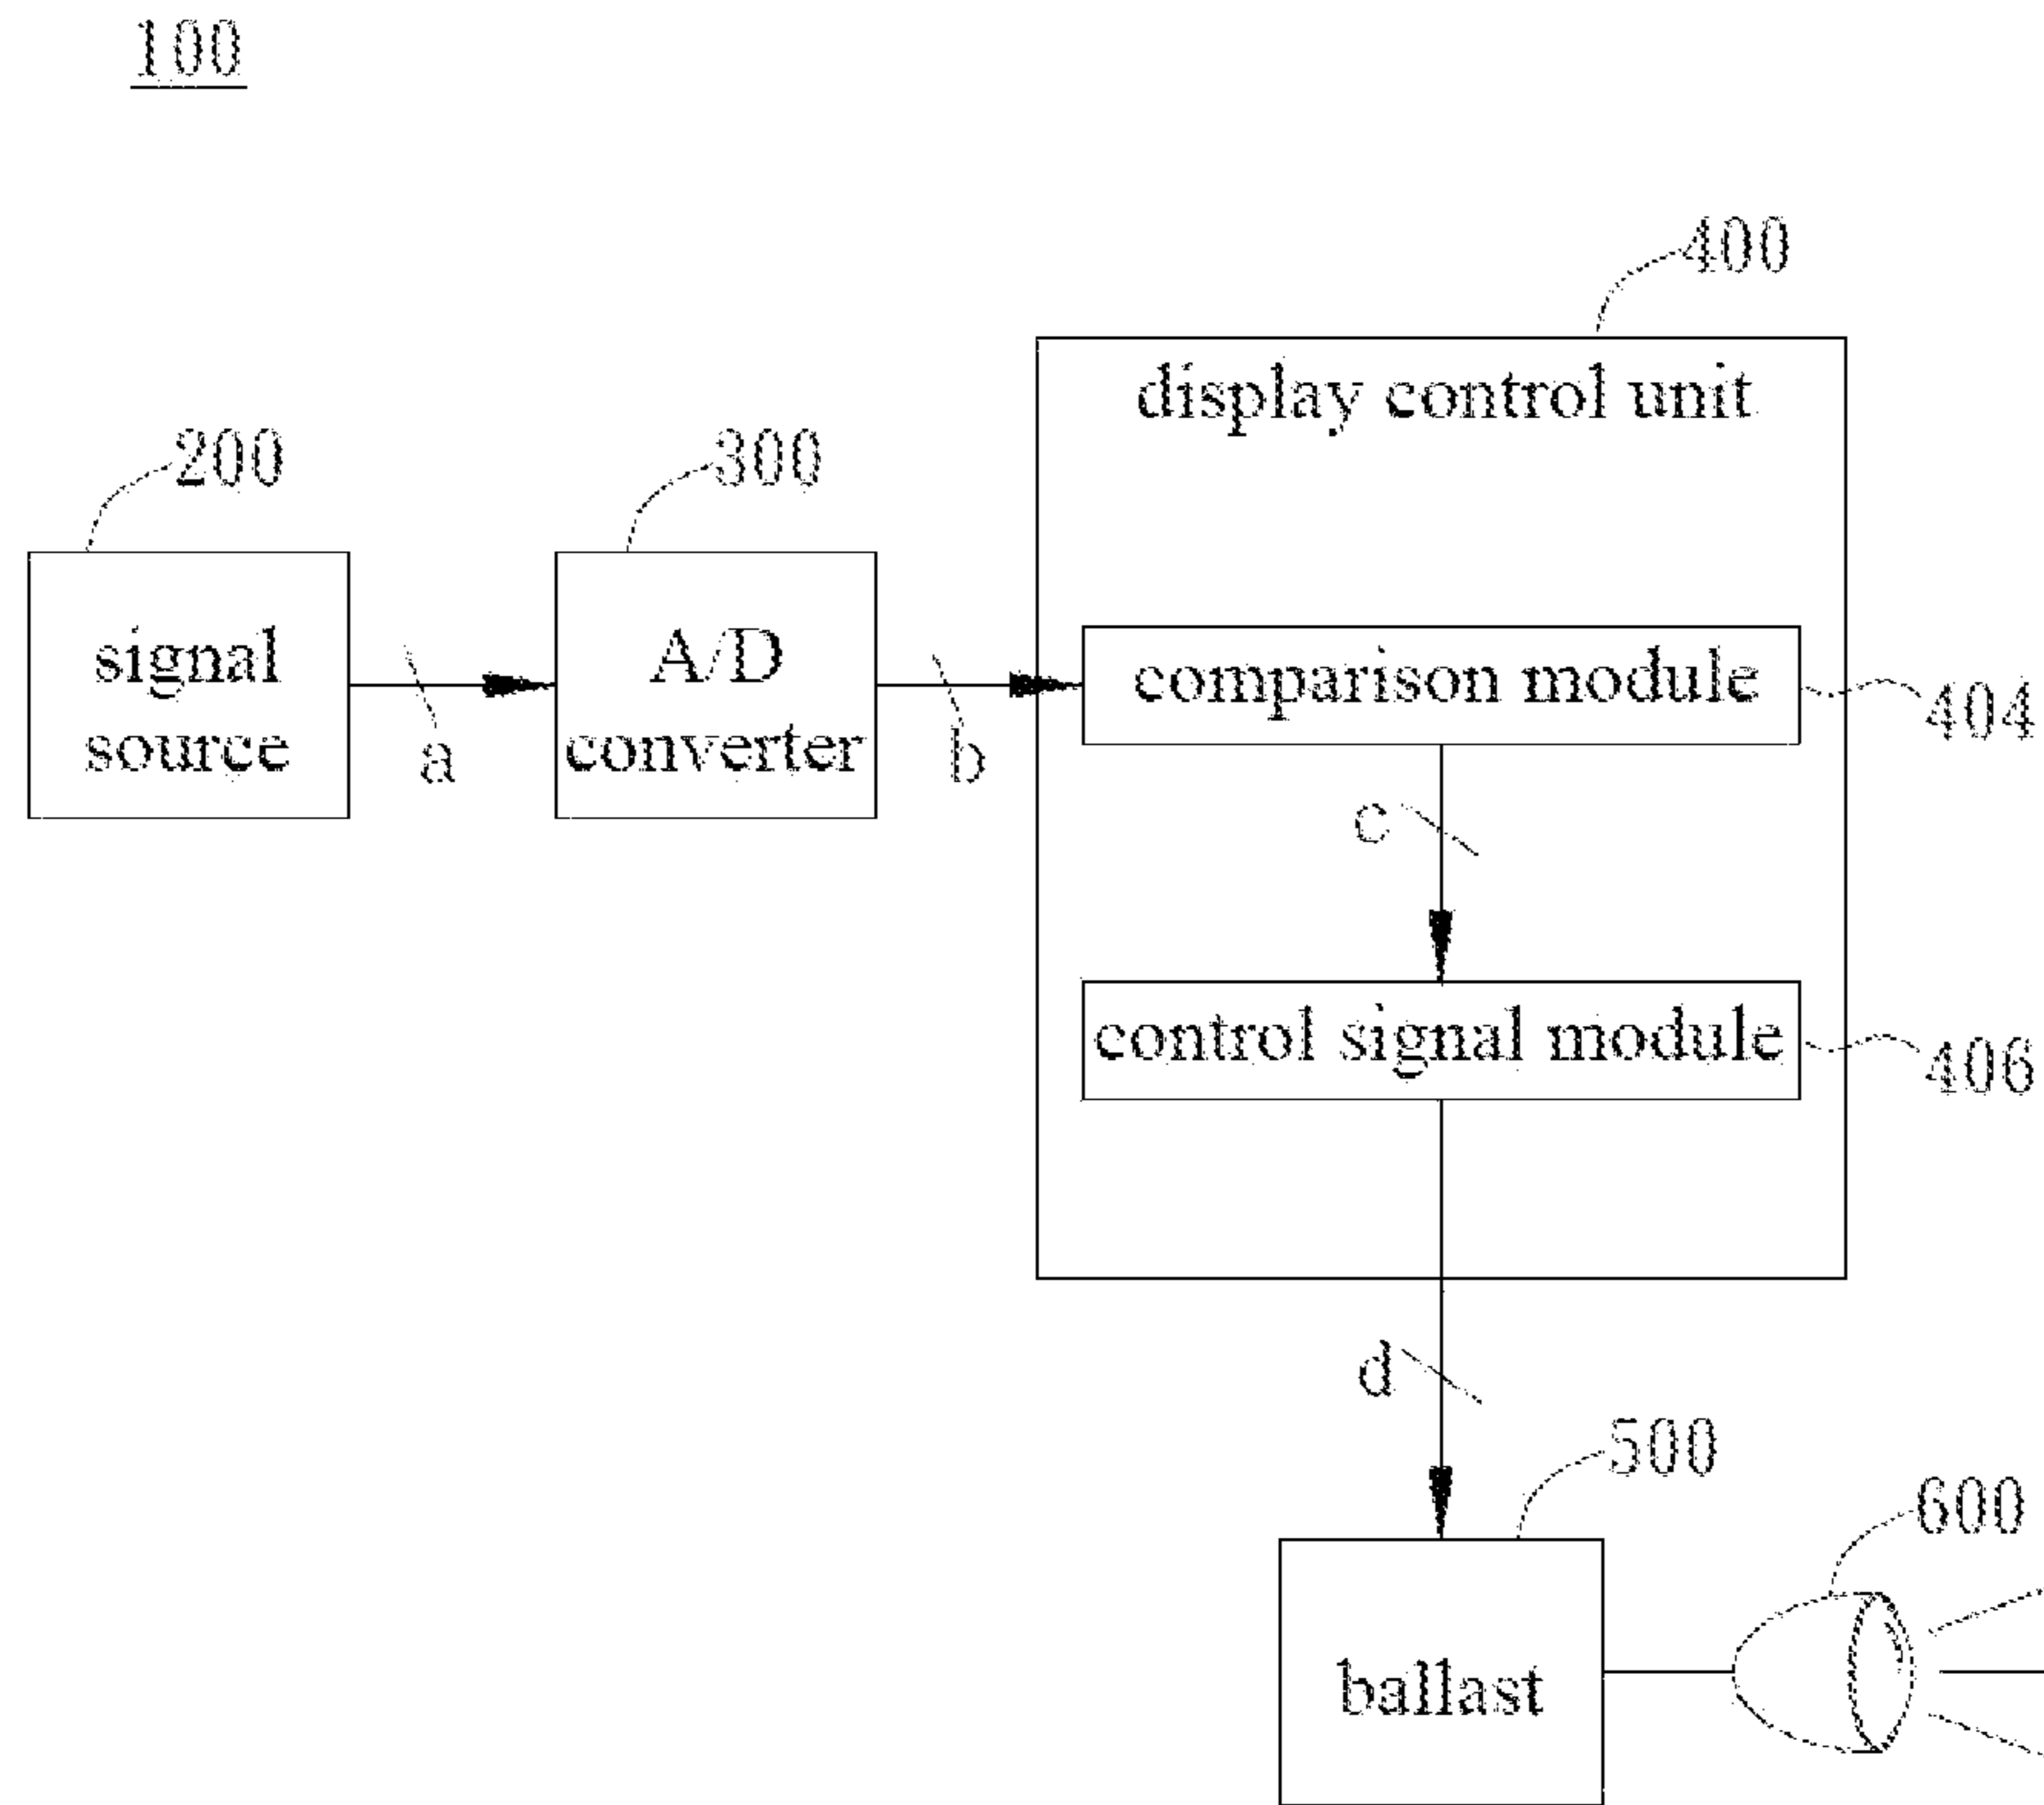 100
400
display control unit
200
300
signal
source
a
A/D
converter
b
comparison module
404
c
control signal module
406
d
500
600
ballast